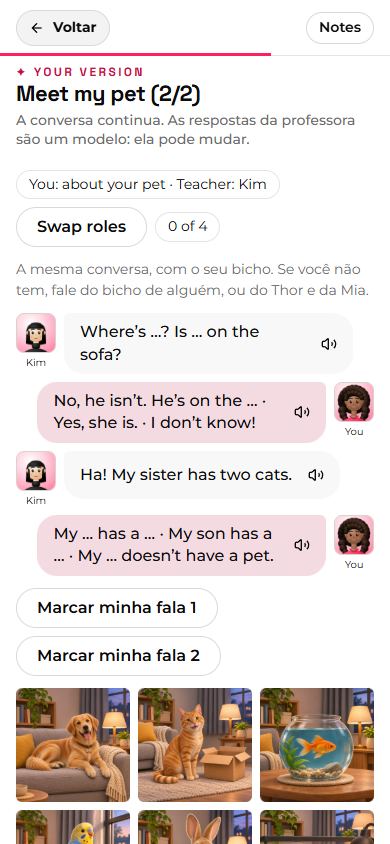 ← Voltar
Notes
✦ YOUR VERSION
Meet my pet (2/2)
A conversa continua. As respostas da professora
são um modelo: ela pode mudar.
You: about your pet · Teacher: Kim
Swap roles
0 of 4
A mesma conversa, com o seu bicho. Se você não
tem, fale do bicho de alguém, ou do Thor e da Mia.
Where's ...? Is ... on the
sofa?
Kim
No, he isn't. He's on the ... ·
Yes, she is. · I don't know!
You
Ha! My sister has two cats.
Kim
My ... has a ... · My son has a
... · My ... doesn't have a pet.
You
Marcar minha fala 1
Marcar minha fala 2